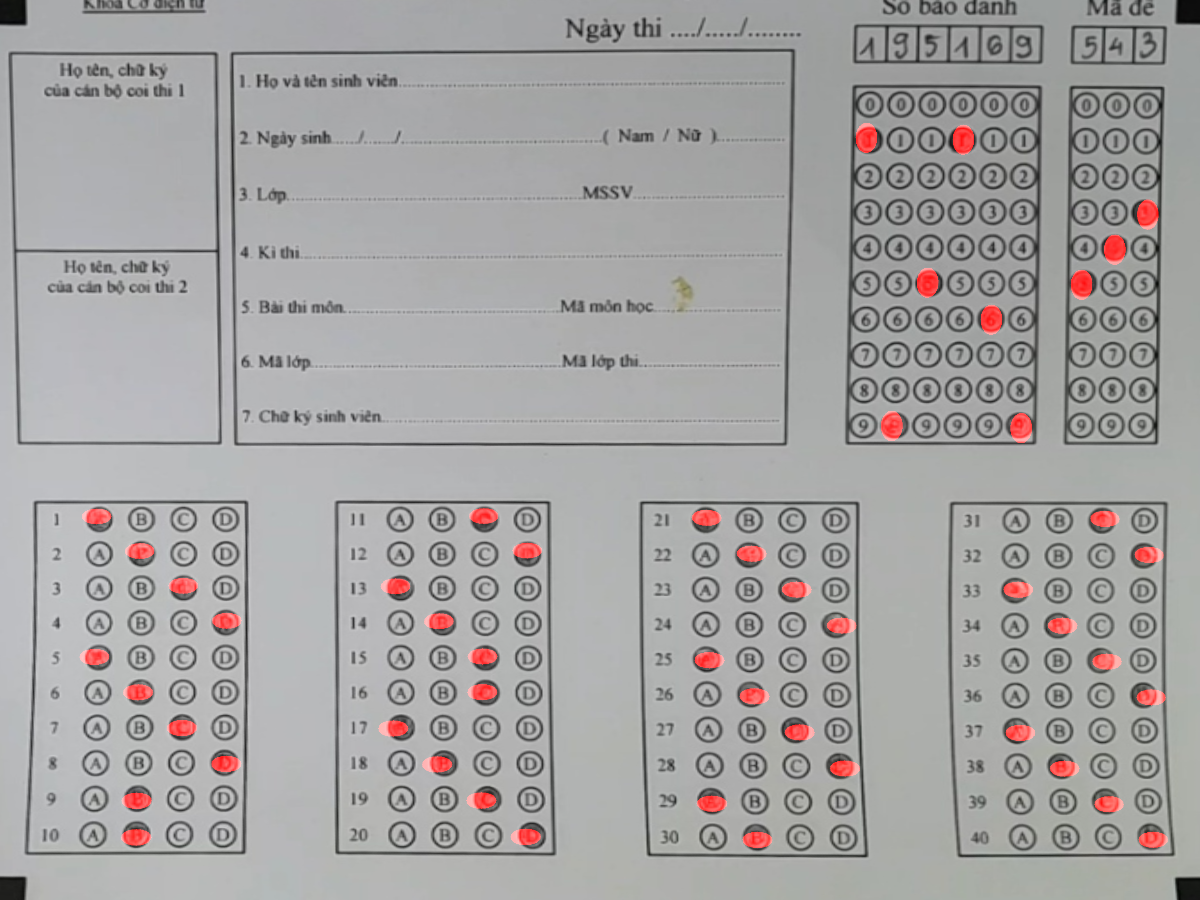 Khoa Cơ điện tử
Ngày thi ..../...../........
Số báo danh
Mã đề
1 9 5 1 6 9
5 4 3
Họ tên, chữ ký
của cán bộ coi thi 1
Họ tên, chữ ký
của cán bộ coi thi 2
1. Họ và tên sinh viên
2. Ngày sinh....../....../ ( Nam / Nữ )
3. Lớp MSSV
4. Kì thi
5. Bài thi môn Mã môn học
6. Mã lớp Mã lớp thi
7. Chữ ký sinh viên
0 0 0 0 0 0 0 0 0
1 1 1 1 1 1 1
2 2 2 2 2 2 2 2 2
3 3 3 3 3 3 3 3
4 4 4 4 4 4 4 4
5 5 5 5 5 5 5
6 6 6 6 6 6 6 6
7 7 7 7 7 7 7 7 7
8 8 8 8 8 8 8 8 8
9 9 9 9 9 9 9
1 B C D
2 A C D
3 A B D
4 A B C
5 B C D
6 A B C D
7 A B C D
8 A B C D
9 A B C D
10 A B C D
11 A B D
12 A B C
13 B C D
14 A B C D
15 A B D
16 A B C D
17 B C D
18 A B C D
19 A B C D
20 A B C D
21 B C D
22 A C D
23 A B D
24 A B C
25 B C D
26 A C D
27 A B D
28 A B C
29 B C D
30 A B C D
31 A B D
32 A B C
33 B C D
34 A B C D
35 A B C D
36 A B C
37 A B C D
38 A B C D
39 A B C D
40 A B C D